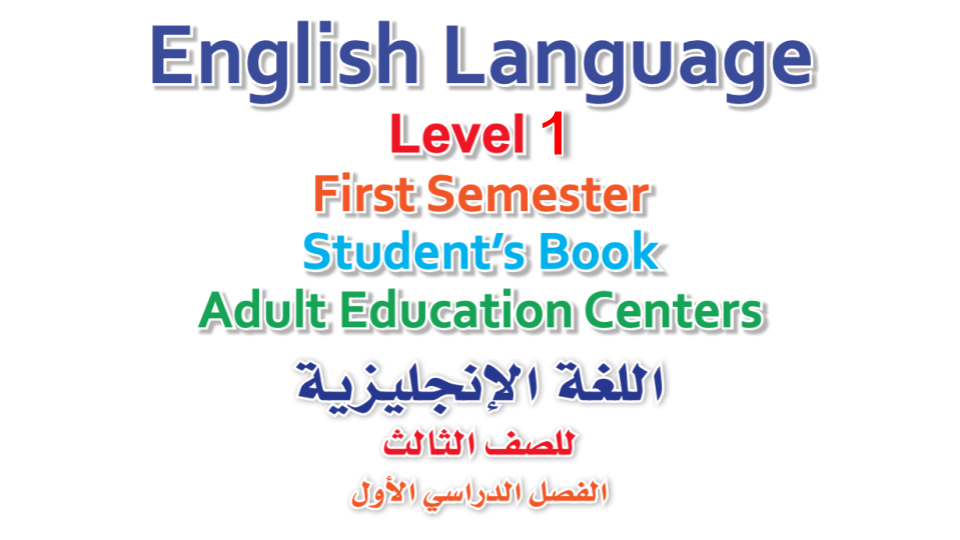 English Language
Level 1
First Semester
Student’s Book
Adult Education Centers
اللغة الإنجليزية
للصف الثالث
الفصل الدراسي الأول